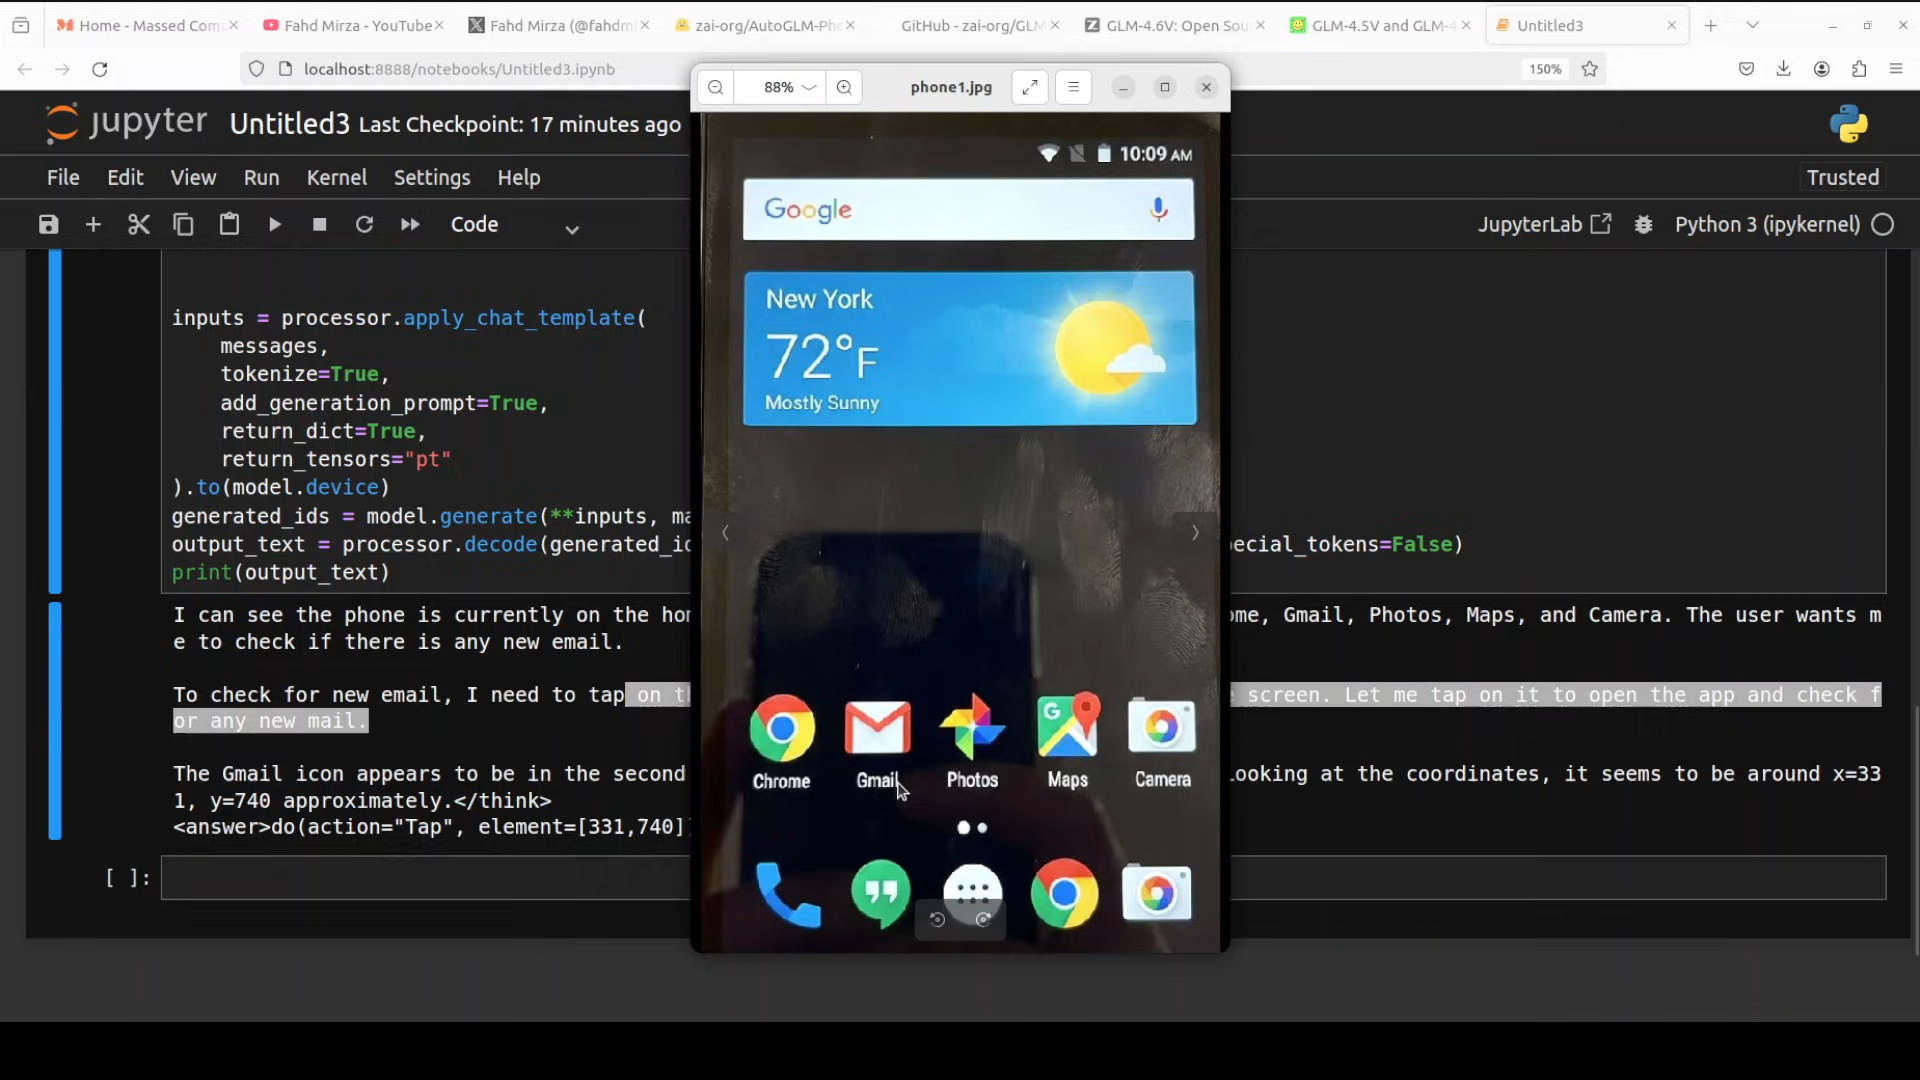 Home - Massed Com
Fahd Mirza - YouTube
Fahd Mirza (@fahdm
zai-org/AutoGLM-Pho
GitHub - zai-org/GLM
GLM-4.6V: Open Sou
GLM-4.5V and GLM-4
Untitled3
localhost:8888/notebooks/Untitled3.ipynb
150%
88%
phone1.jpg
jupyter
Untitled3 Last Checkpoint: 17 minutes ago
File Edit View Run Kernel Settings Help
Trusted
Code
JupyterLab
Python 3 (ipykernel)
inputs = processor.apply_chat_template(
messages,
tokenize=True,
add_generation_prompt=True,
return_dict=True,
return_tensors="pt"
).to(model.device)
generated_ids = model.generate(**inputs, ma
output_text = processor.decode(generated_id
ecial_tokens=False)
print(output_text)
I can see the phone is currently on the hom
me, Gmail, Photos, Maps, and Camera. The user wants m
e to check if there is any new email.
To check for new email, I need to tap on th
screen. Let me tap on it to open the app and check f
or any new mail.
The Gmail icon appears to be in the second
looking at the coordinates, it seems to be around x=33
1, y=740 approximately.</think>
<answer>do(action="Tap", element=[331,740]
[ ]:
10:09 AM
Google
New York
72°F
Mostly Sunny
G
Chrome
Gmail
Photos
Maps
Camera